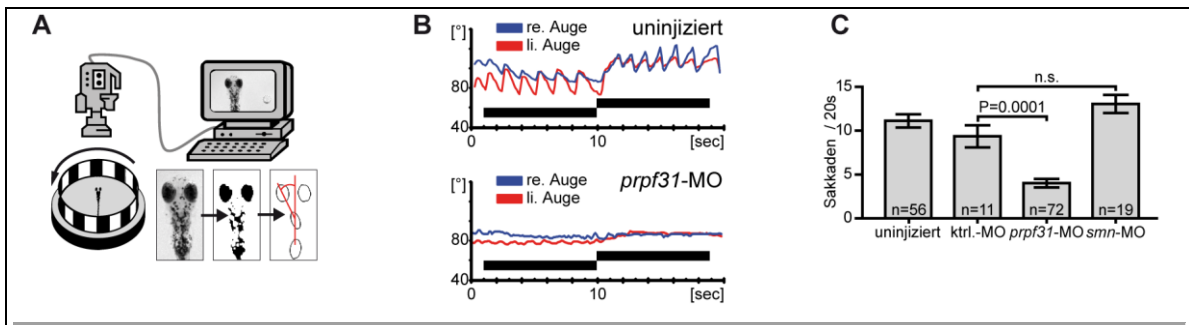 A
B
[°]
re. Auge
li. Auge
uninjiziert
80
40
0
10
[sec]
[°]
re. Auge
li. Auge
prpf31-MO
80
40
0
10
[sec]
C
Sakkaden / 20s
15
10
5
0
n.s.
P=0.0001
n=56
n=11
n=72
n=19
uninjiziert
ktrl.-MO
prpf31-MO
smn-MO